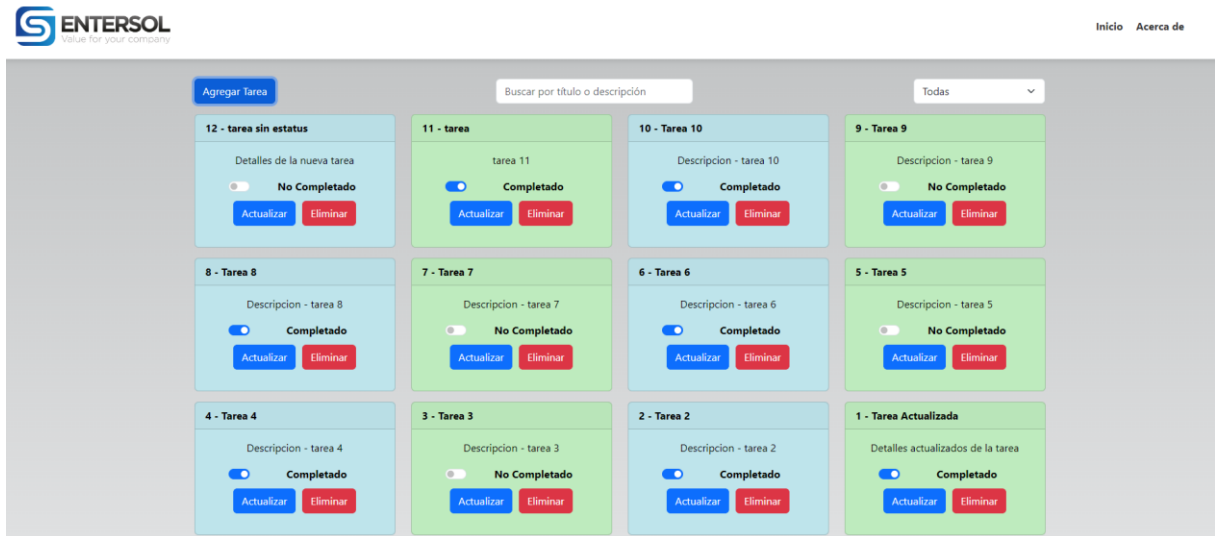 ENTERSOL
Value for your company
Inicio Acerca de
Agregar Tarea
Buscar por título o descripción
Todas
12 - tarea sin estatus
Detalles de la nueva tarea
No Completado
Actualizar Eliminar
11 - tarea
tarea 11
Completado
Actualizar Eliminar
10 - Tarea 10
Descripcion - tarea 10
Completado
Actualizar Eliminar
9 - Tarea 9
Descripcion - tarea 9
No Completado
Actualizar Eliminar
8 - Tarea 8
Descripcion - tarea 8
Completado
Actualizar Eliminar
7 - Tarea 7
Descripcion - tarea 7
No Completado
Actualizar Eliminar
6 - Tarea 6
Descripcion - tarea 6
Completado
Actualizar Eliminar
5 - Tarea 5
Descripcion - tarea 5
No Completado
Actualizar Eliminar
4 - Tarea 4
Descripcion - tarea 4
Completado
Actualizar Eliminar
3 - Tarea 3
Descripcion - tarea 3
No Completado
Actualizar Eliminar
2 - Tarea 2
Descripcion - tarea 2
Completado
Actualizar Eliminar
1 - Tarea Actualizada
Detalles actualizados de la tarea
Completado
Actualizar Eliminar